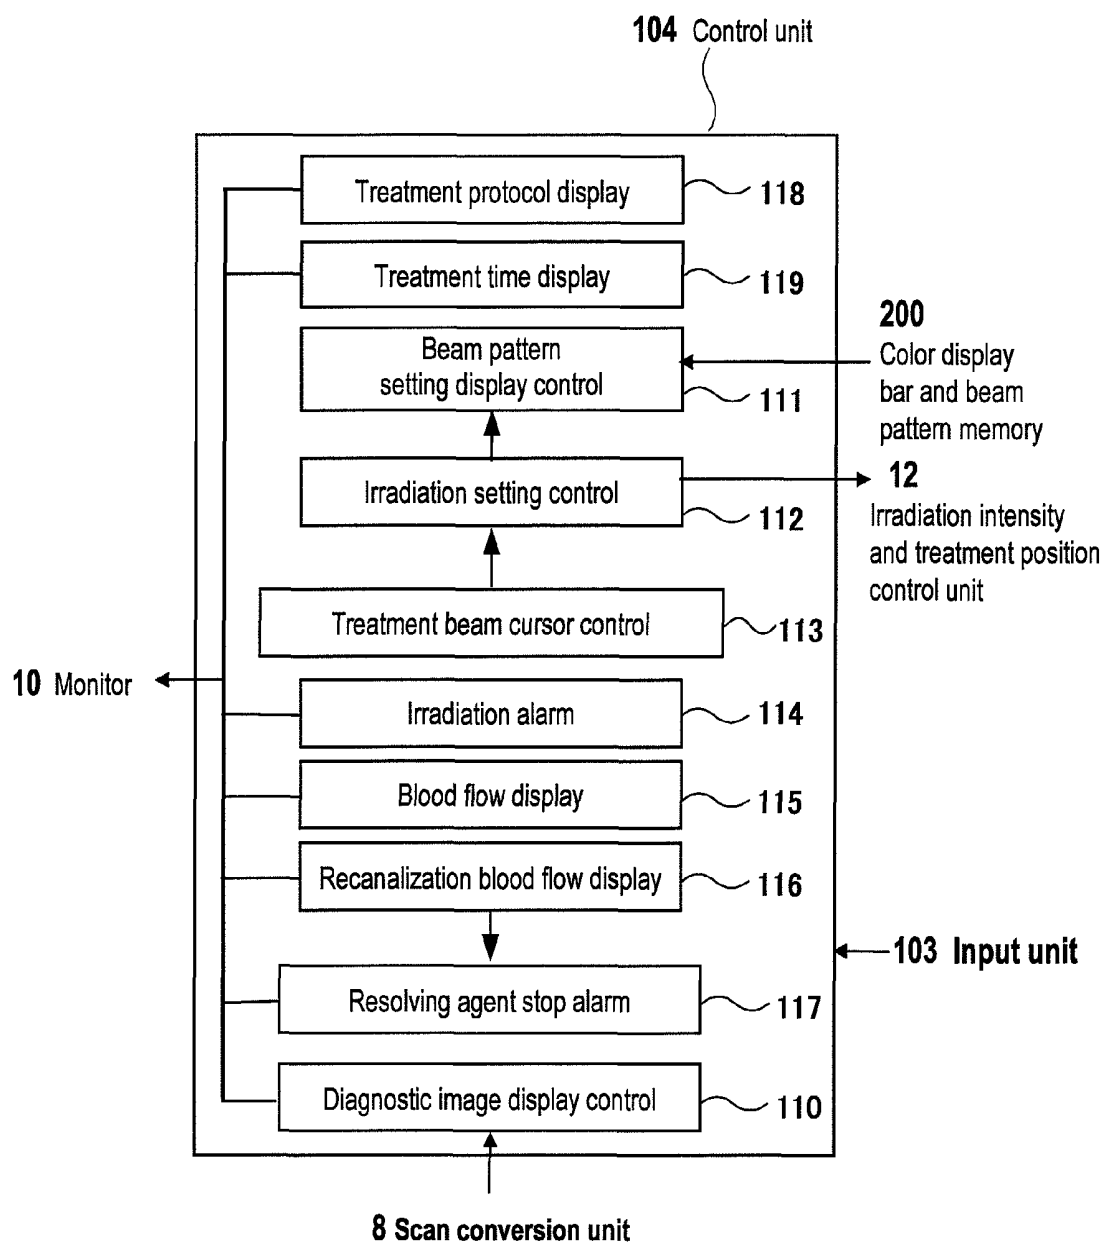 104 Control unit
Treatment protocol display
118
Treatment time display
119
Beam pattern
setting display control
111
200
Color display
bar and beam
pattern memory
Irradiation setting control
112
12
Irradiation intensity
and treatment position
control unit
Treatment beam cursor control
113
10 Monitor
Irradiation alarm
114
Blood flow display
115
Recanalization blood flow display
116
103 Input unit
Resolving agent stop alarm
117
Diagnostic image display control
110
8 Scan conversion unit